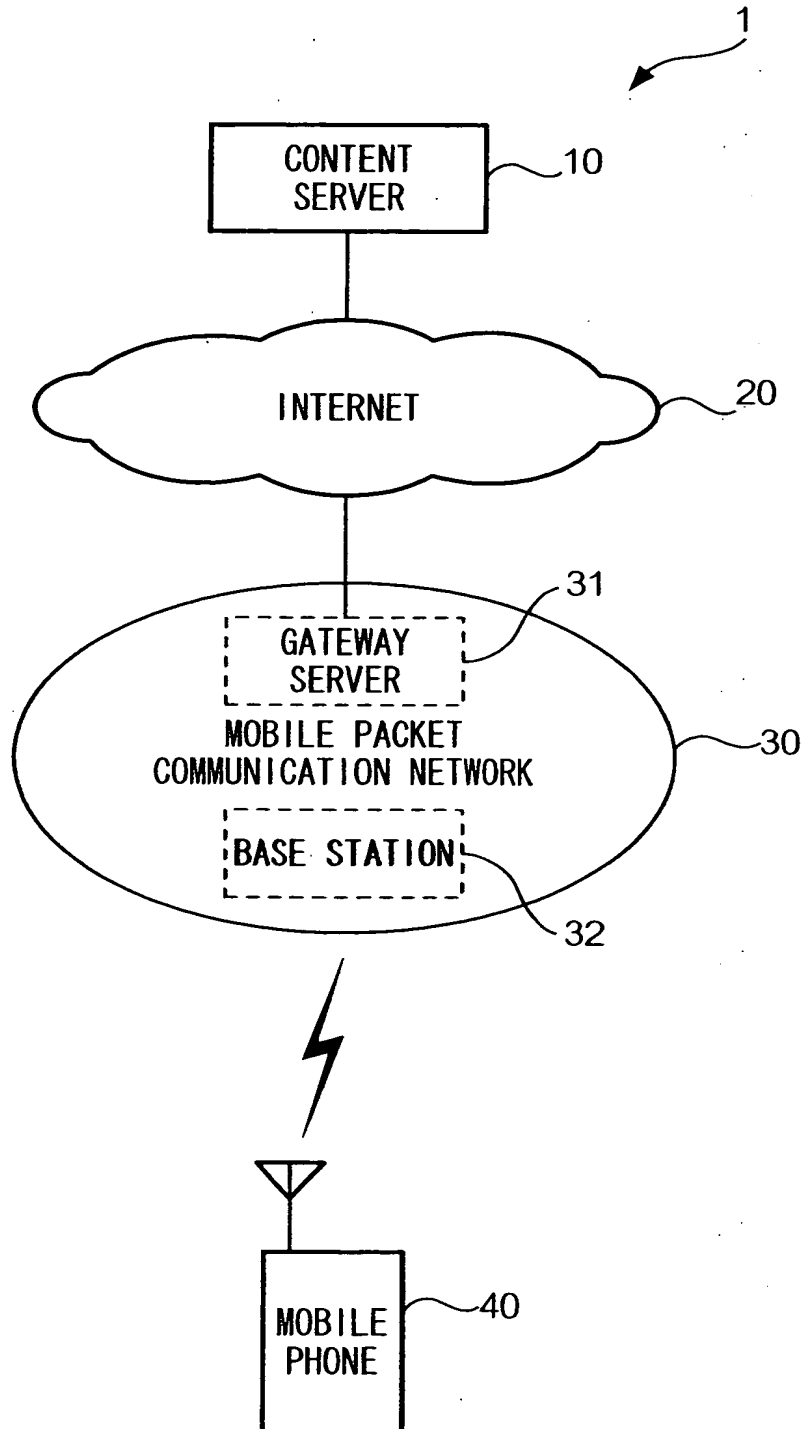 1
CONTENT
SERVER
10
INTERNET
20
31
GATEWAY
SERVER
MOBILE PACKET
COMMUNICATION NETWORK
30
BASE STATION
32
MOBILE
PHONE
40